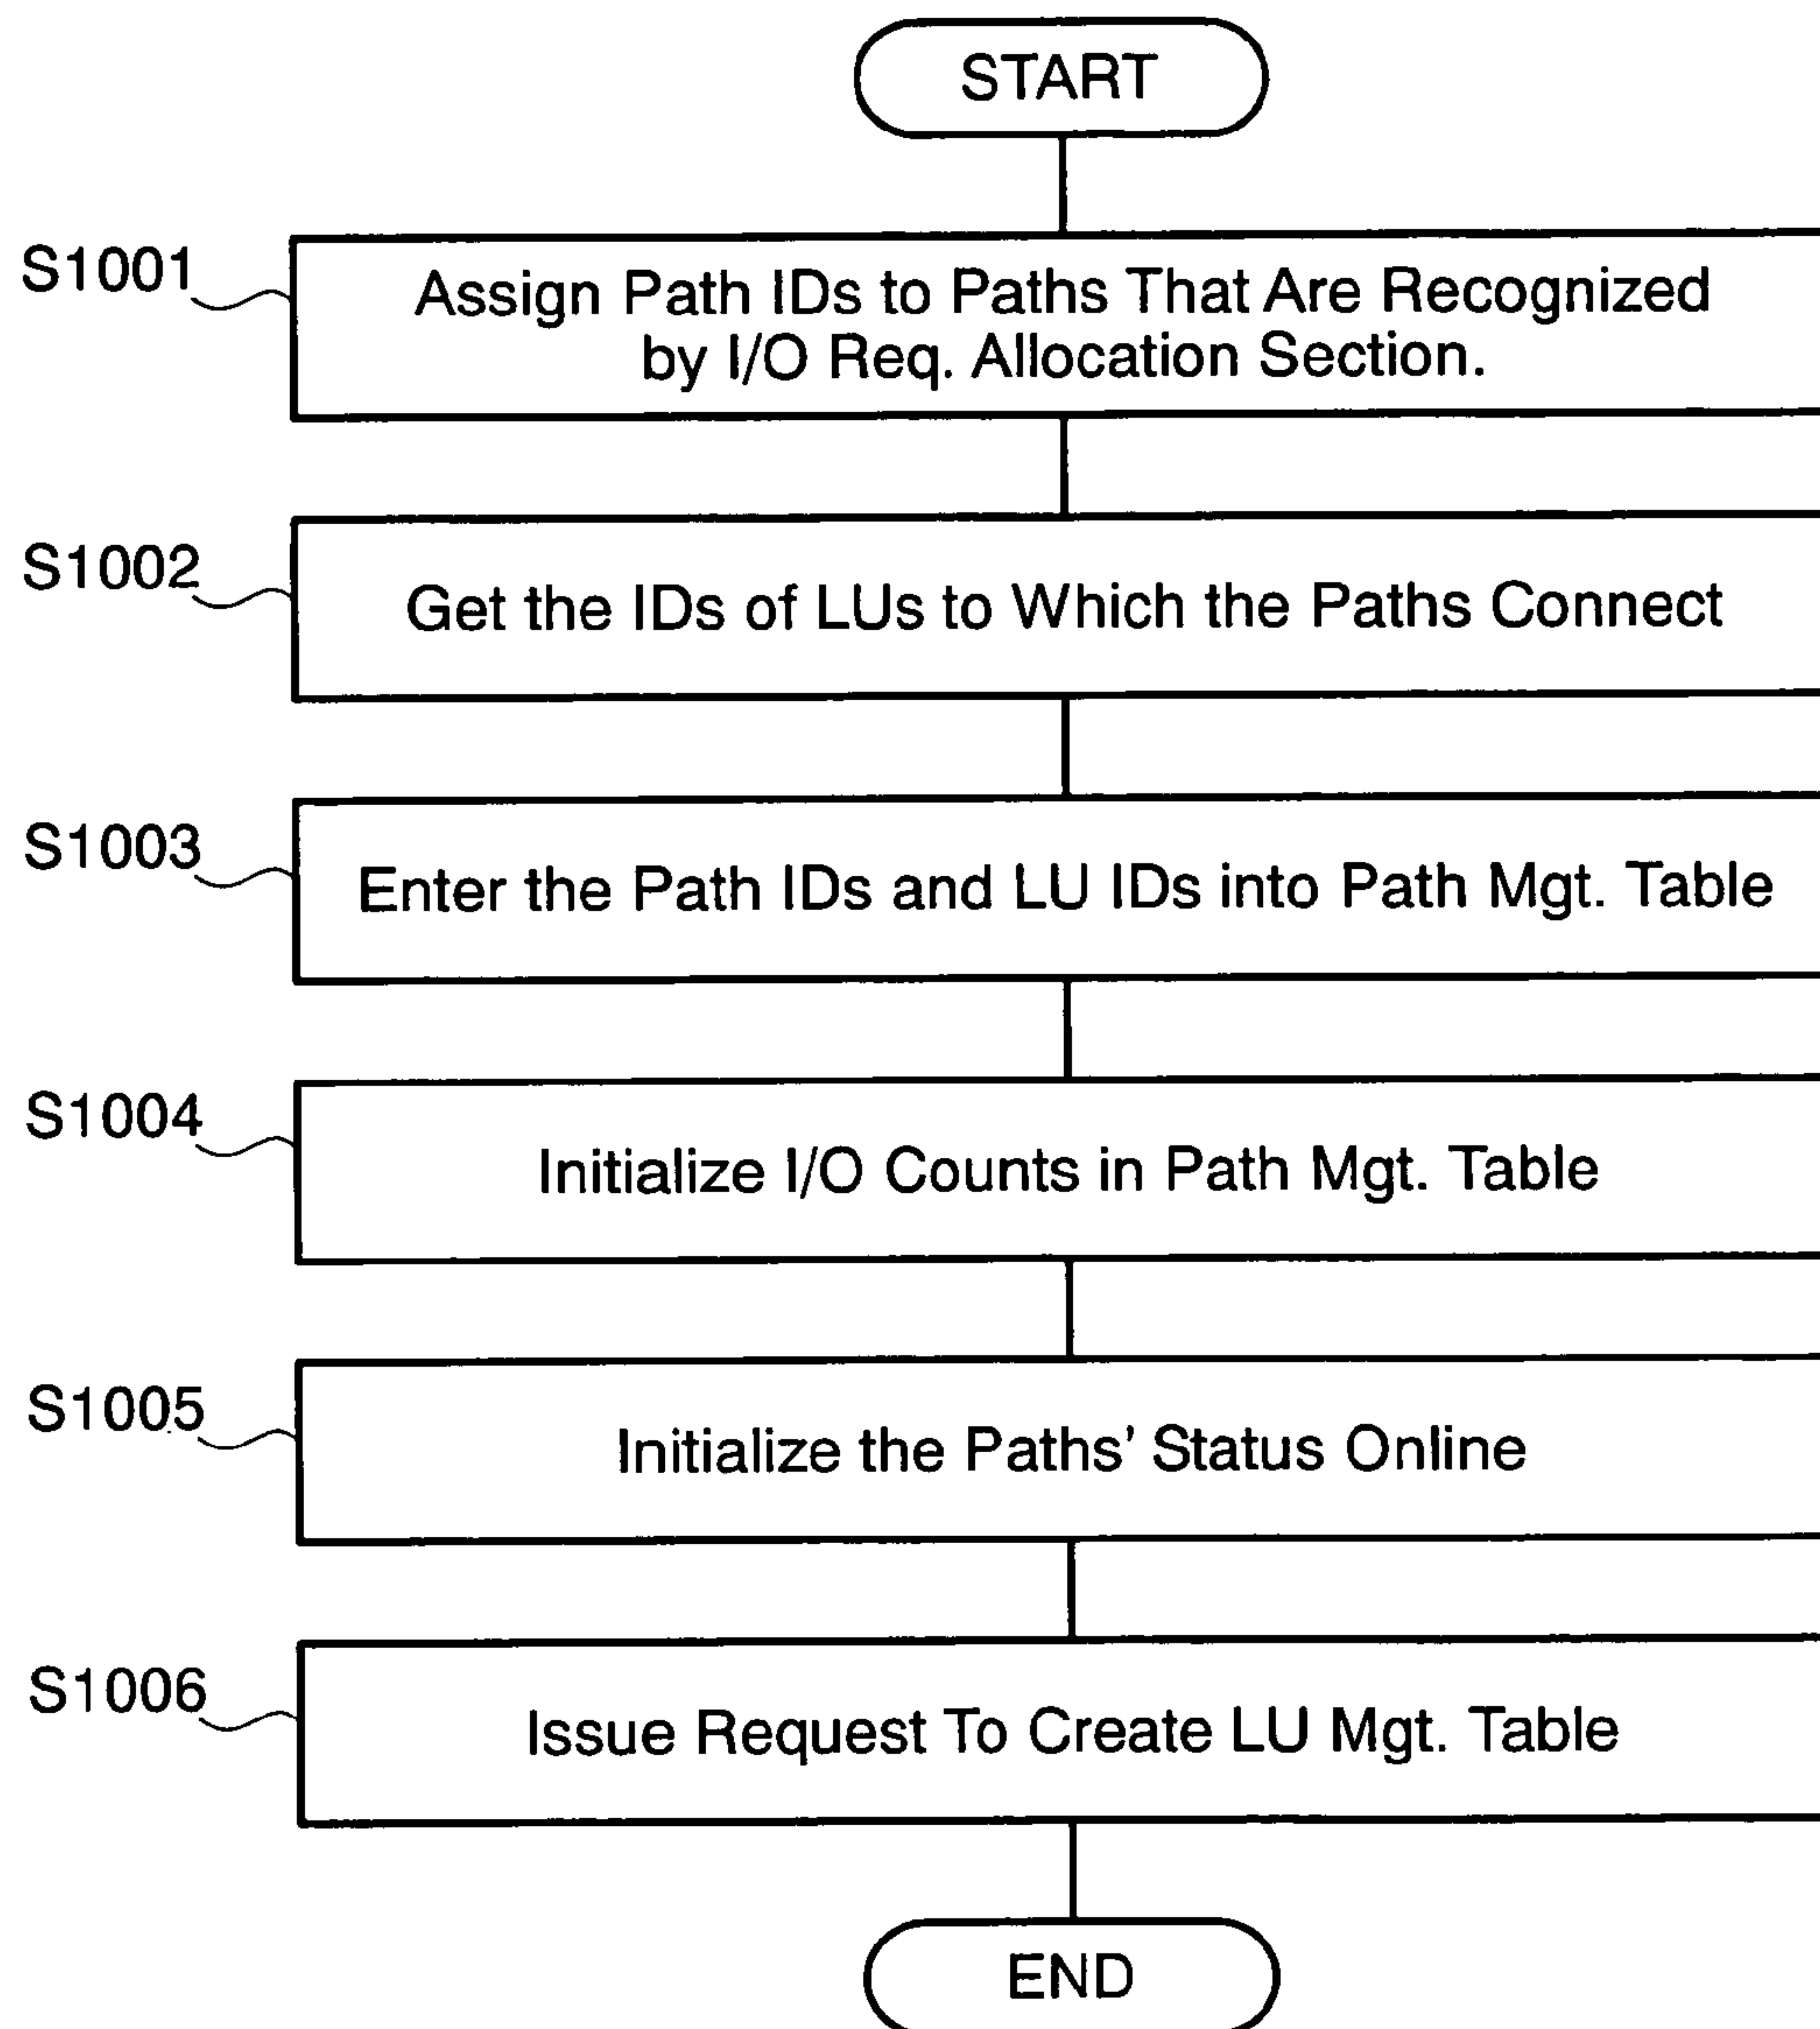 START
S1001
Assign Path IDs to Paths That Are Recognized
by I/O Req. Allocation Section.
S1002
Get the IDs of LUs to Which the Paths Connect
S1003
Enter the Path IDs and LU IDs into Path Mgt. Table
S1004
Initialize I/O Counts in Path Mgt. Table
S1005
Initialize the Paths' Status Online
S1006
Issue Request To Create LU Mgt. Table
END